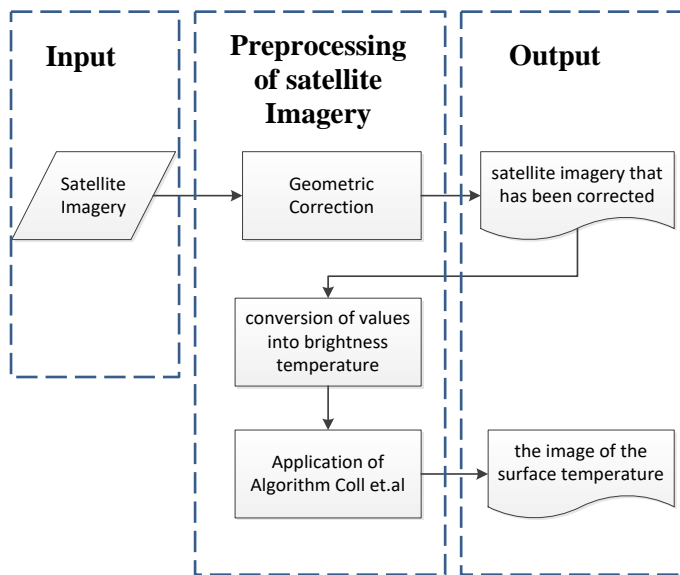 Input
Preprocessing
of satellite
Imagery
Output
Satellite
Imagery
Geometric
Correction
satellite imagery that
has been corrected
conversion of values
into brightness
temperature
Application of
Algorithm Coll et.al
the image of the
surface temperature